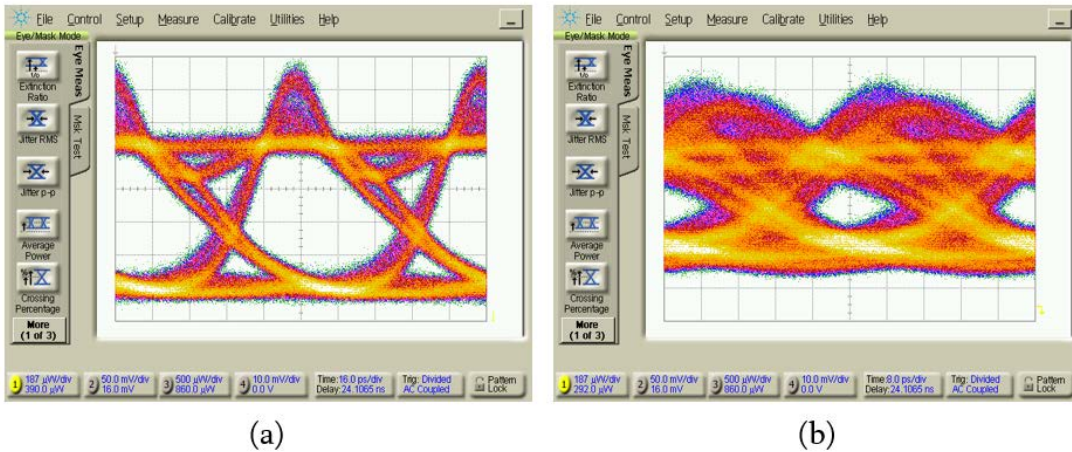 File Control Setup Measure Calibrate Utilities Help
Eye/Mask Mode
Eye Meas
Msk Test
Extinction
Ratio
Jitter RMS
Jitter p-p
Average
Power
Crossing
Percentage
More
(1 of 3)
1 187 µW/div
390.0 µW
2 50.0 mV/div
16.0 mV
3 500 µW/div
860.0 µW
4 10.0 mV/div
0.0 V
Time:16.0 ps/div
Delay:24.1065 ns
Trig: Divided
AC Coupled
Pattern
Lock
(a)
File Control Setup Measure Calibrate Utilities Help
Eye/Mask Mode
Eye Meas
Msk Test
Extinction
Ratio
Jitter RMS
Jitter p-p
Average
Power
Crossing
Percentage
More
(1 of 3)
1 187 µW/div
292.0 µW
2 50.0 mV/div
16.0 mV
3 500 µW/div
860.0 µW
4 10.0 mV/div
0.0 V
Time:8.0 ps/div
Delay:24.1065 ns
Trig: Divided
AC Coupled
Pattern
Lock
(b)